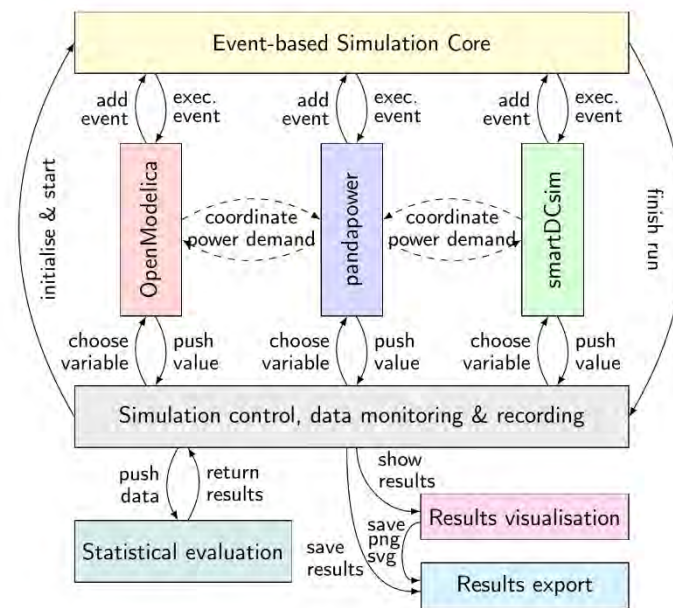 Event-based Simulation Core
add
event
exec.
event
add
event
exec.
event
add
event
exec.
event
initialise & start
OpenModelica
coordinate
power demand
pandapower
coordinate
power demand
smartDCsim
finish run
choose
variable
push
value
choose
variable
push
value
choose
variable
push
value
Simulation control, data monitoring & recording
push
data
return
results
show
results
Statistical evaluation
save
results
save
png
svg
Results visualisation
Results export